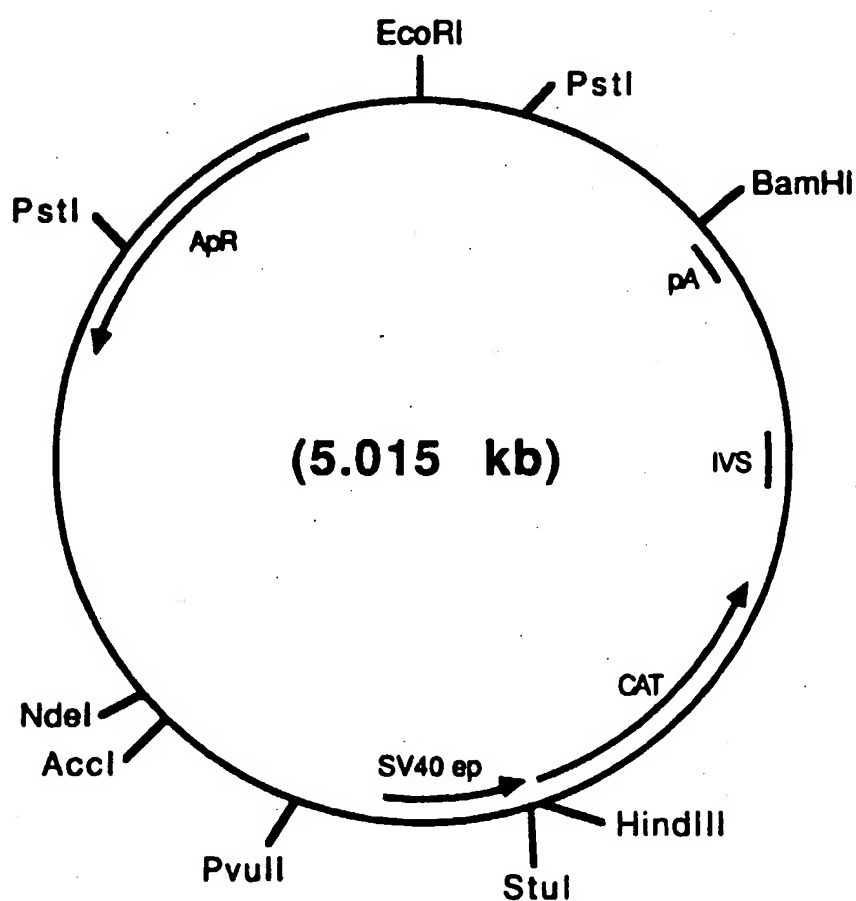 EcoRI
PstI
BamHI
PstI
ApR
pA
(5.015 kb)
IVS
CAT
NdeI
AccI
SV40 ep
HindIII
PvuII
StuI